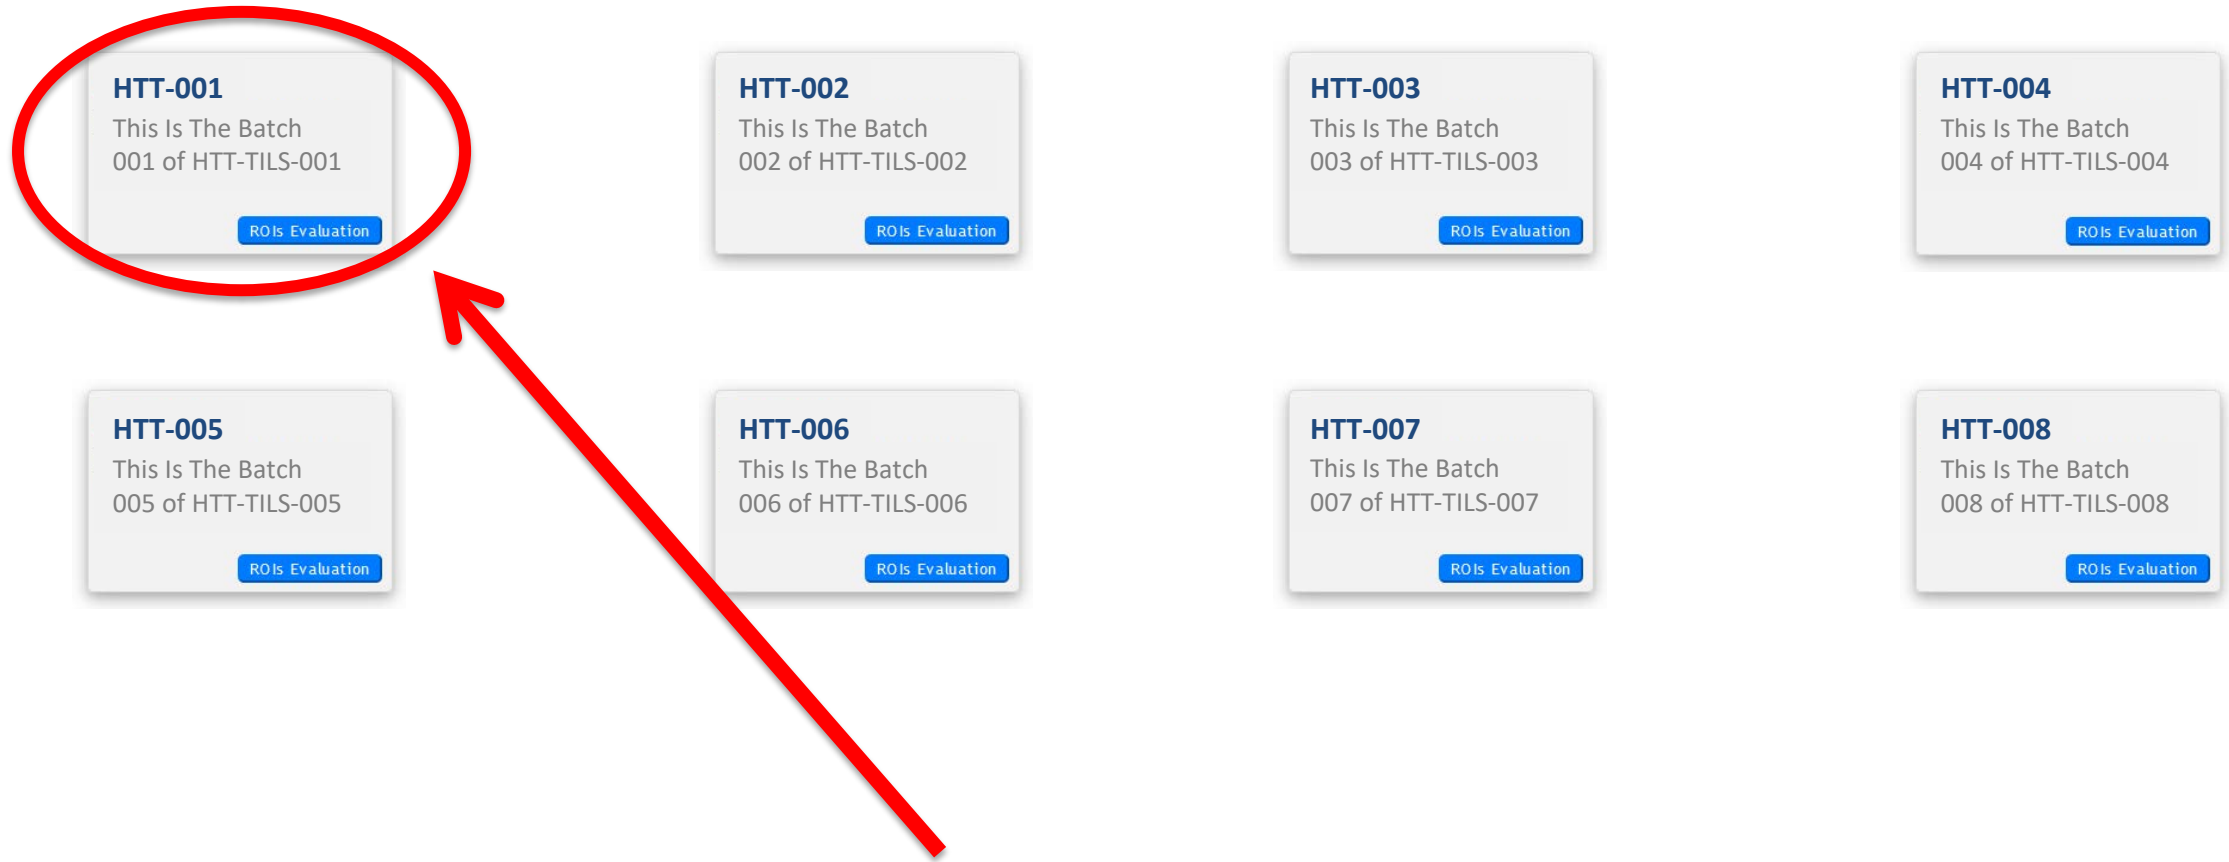 HTT-001
This Is The Batch
001 of HTT-TILS-001
ROIs Evaluation
HTT-002
This Is The Batch
002 of HTT-TILS-002
ROIs Evaluation
HTT-003
This Is The Batch
003 of HTT-TILS-003
ROIs Evaluation
HTT-004
This Is The Batch
004 of HTT-TILS-004
ROIs Evaluation
HTT-005
This Is The Batch
005 of HTT-TILS-005
ROIs Evaluation
HTT-006
This Is The Batch
006 of HTT-TILS-006
ROIs Evaluation
HTT-007
This Is The Batch
007 of HTT-TILS-007
ROIs Evaluation
HTT-008
This Is The Batch
008 of HTT-TILS-008
ROIs Evaluation